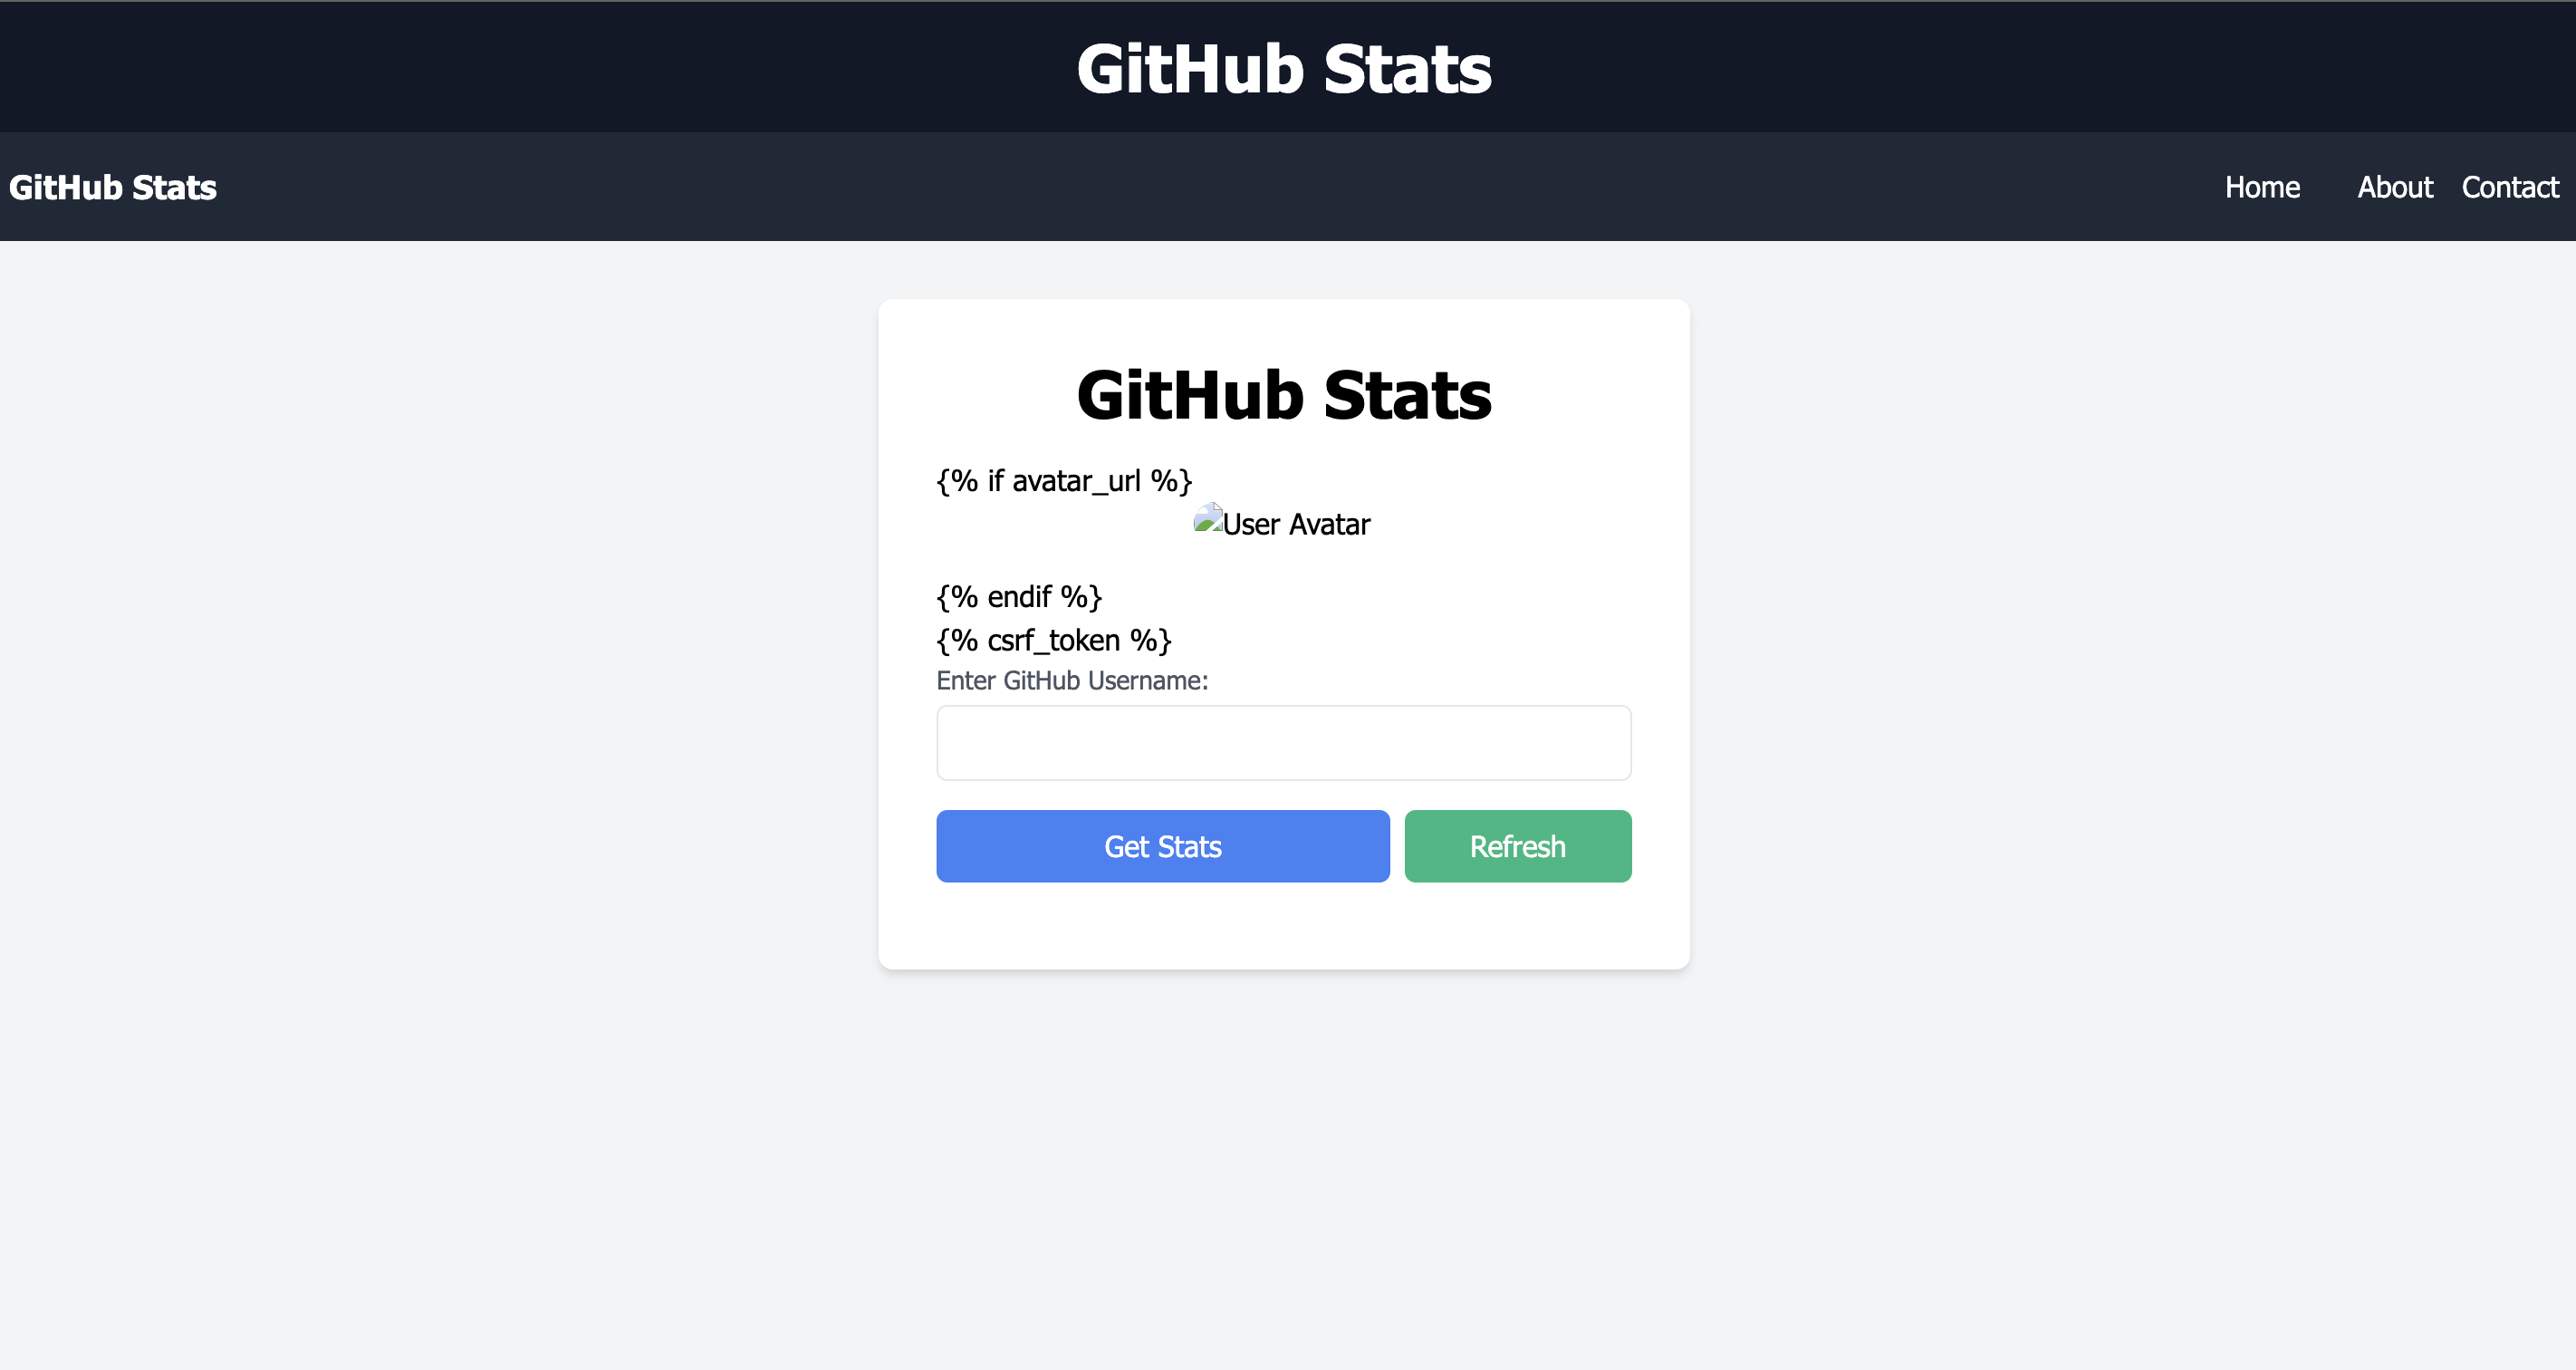 GitHub Stats
GitHub Stats Home About Contact
GitHub Stats
{% if avatar_url %}
User Avatar
{% endif %}
{% csrf_token %}
Enter GitHub Username:
Get Stats Refresh